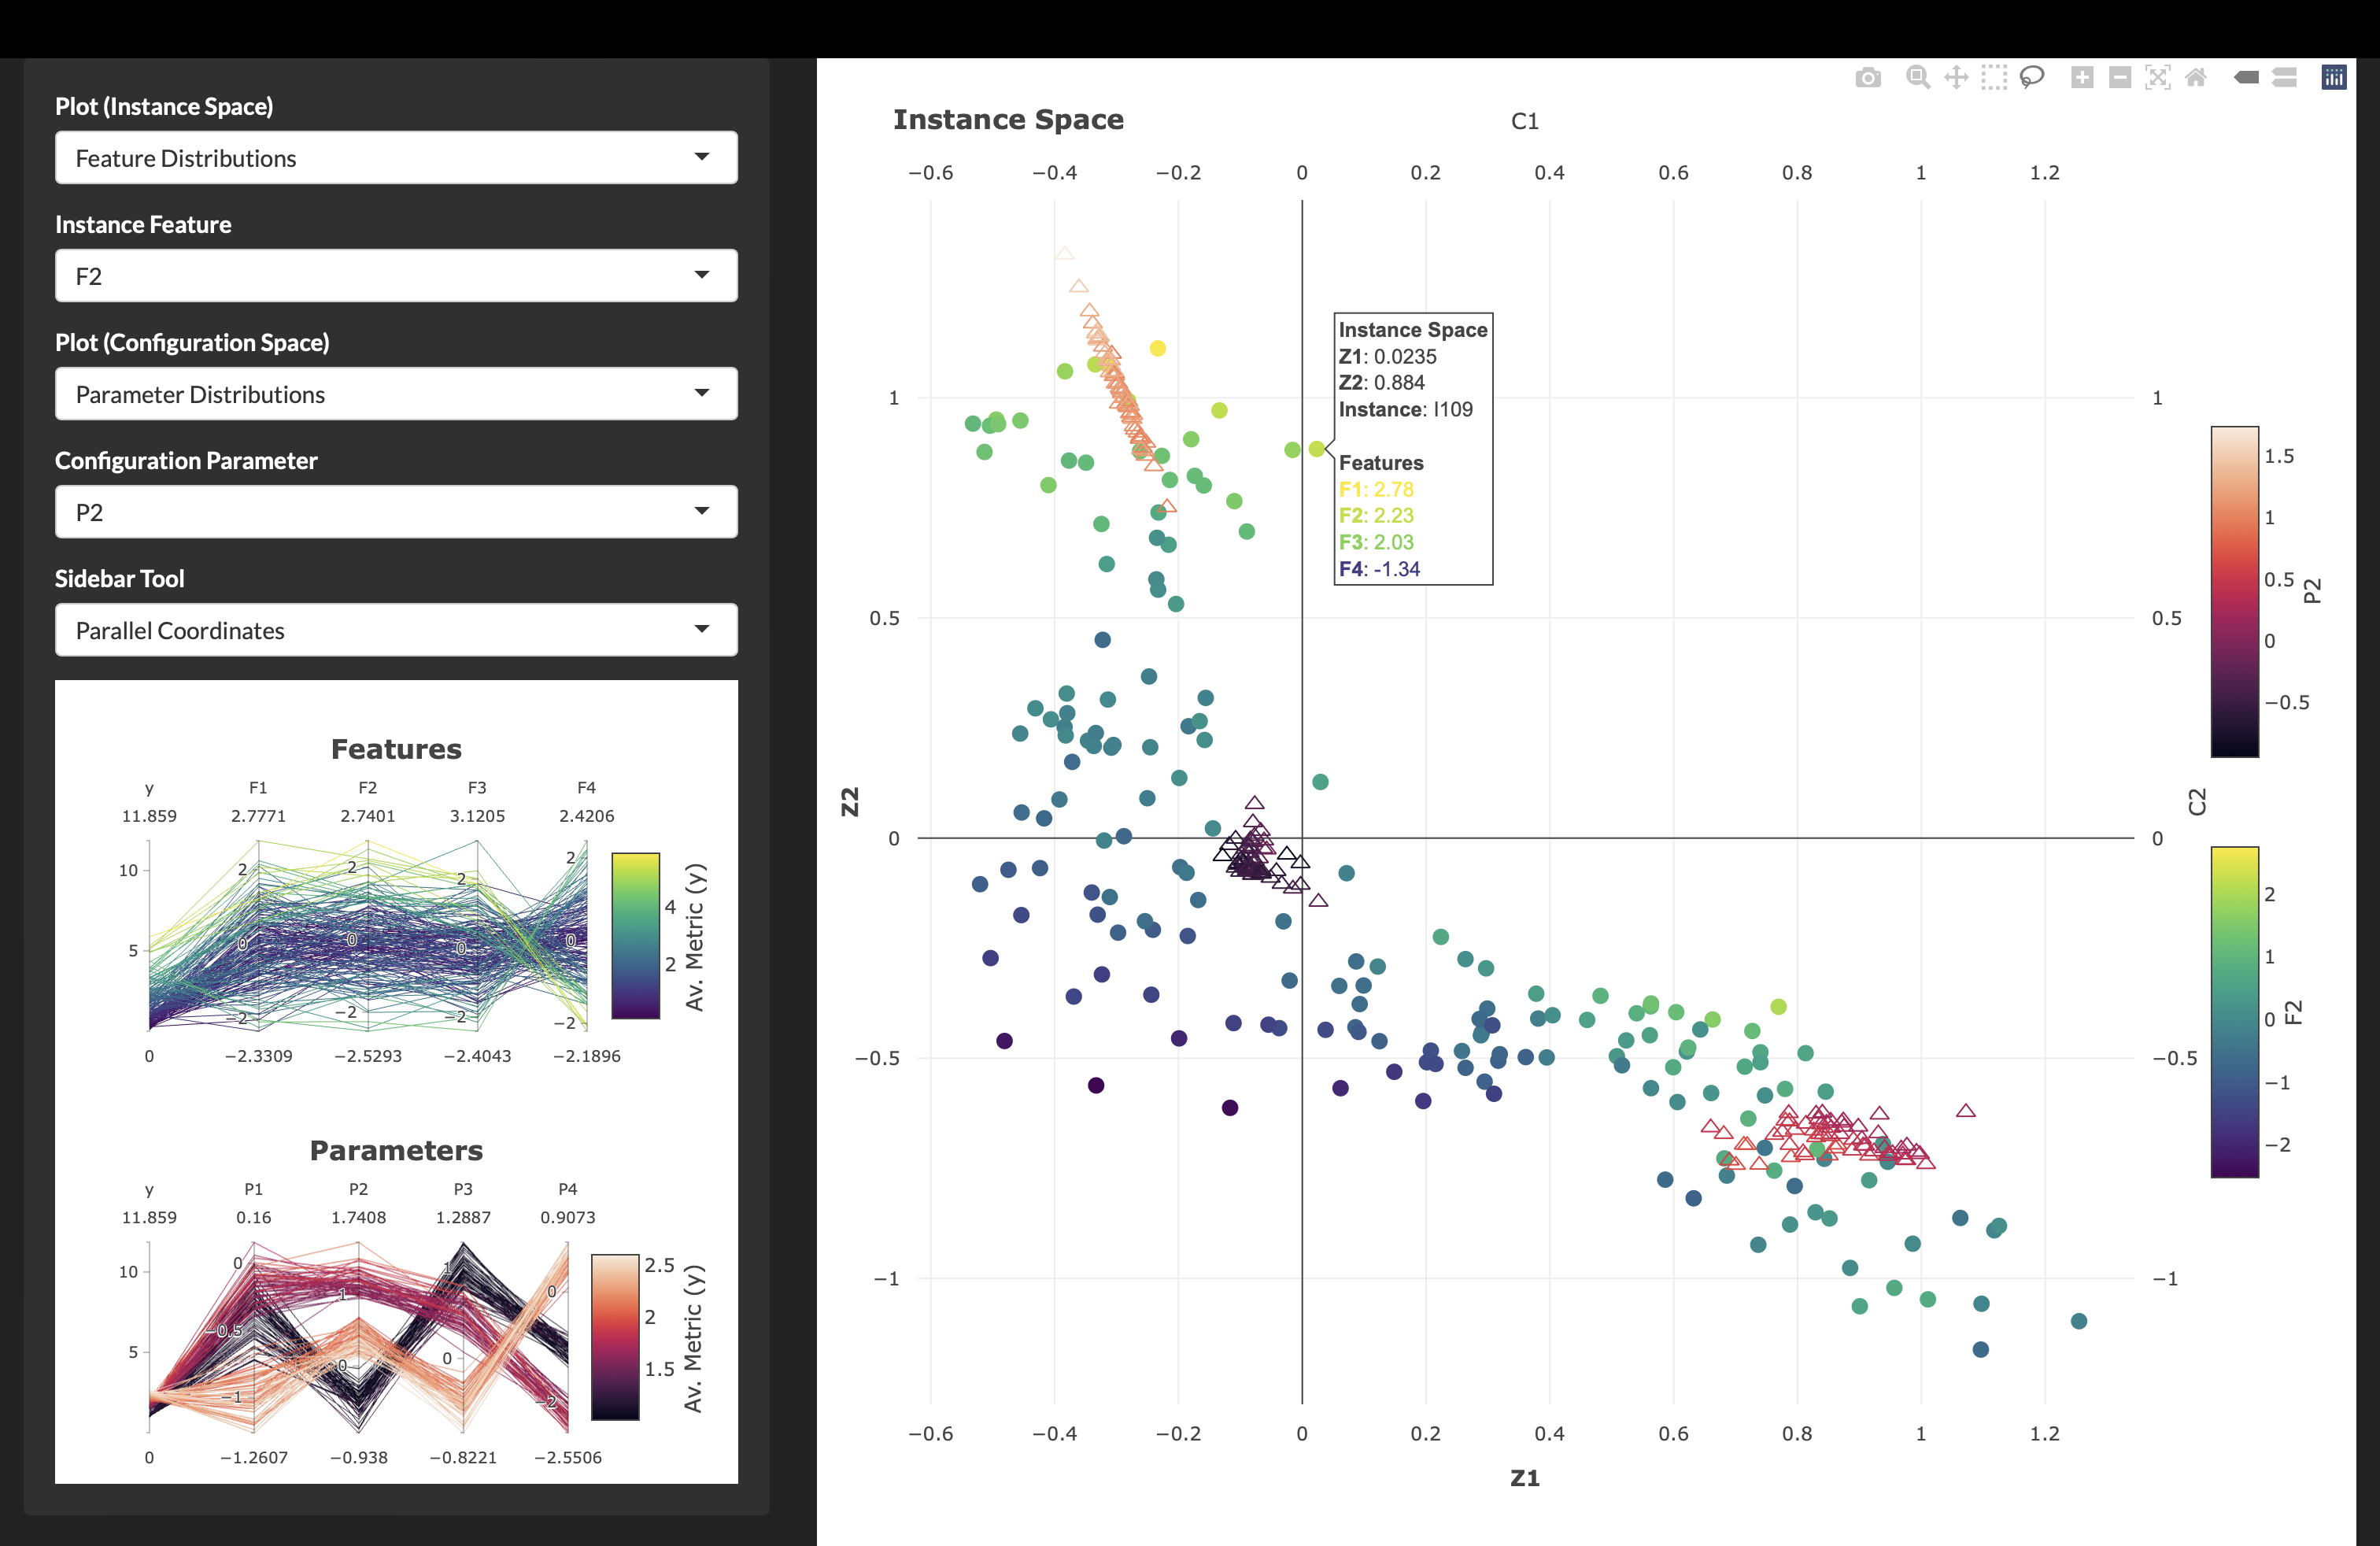 Plot (Instance Space)
Feature Distributions
Instance Feature
F2
Plot (Configuration Space)
Parameter Distributions
Configuration Parameter
P2
Sidebar Tool
Parallel Coordinates
Features
y F1 F2 F3 F4
11.859 2.7771 2.7401 3.1205 2.4206
10
5
2
0
−2
2
0
−2
2
0
−2
2
0
−2
0 −2.3309 −2.5293 −2.4043 −2.1896
4
2
Av. Metric (y)
Parameters
y P1 P2 P3 P4
11.859 0.16 1.7408 1.2887 0.9073
10
5
0
−0.5
−1
1
0
1
0
0
−2
0 −1.2607 −0.938 −0.8221 −2.5506
2.5
2
1.5
Av. Metric (y)
Instance Space
C1
−0.6 −0.4 −0.2 0 0.2 0.4 0.6 0.8 1 1.2
Instance Space
Z1: 0.0235
Z2: 0.884
Instance: I109
Features
F1: 2.78
F2: 2.23
F3: 2.03
F4: -1.34
1
0.5
0
−0.5
−1
Z2
1
0.5
0
−0.5
−1
C2
1.5
1
0.5
0
−0.5
P2
2
1
0
−1
−2
F2
−0.6 −0.4 −0.2 0 0.2 0.4 0.6 0.8 1 1.2
Z1